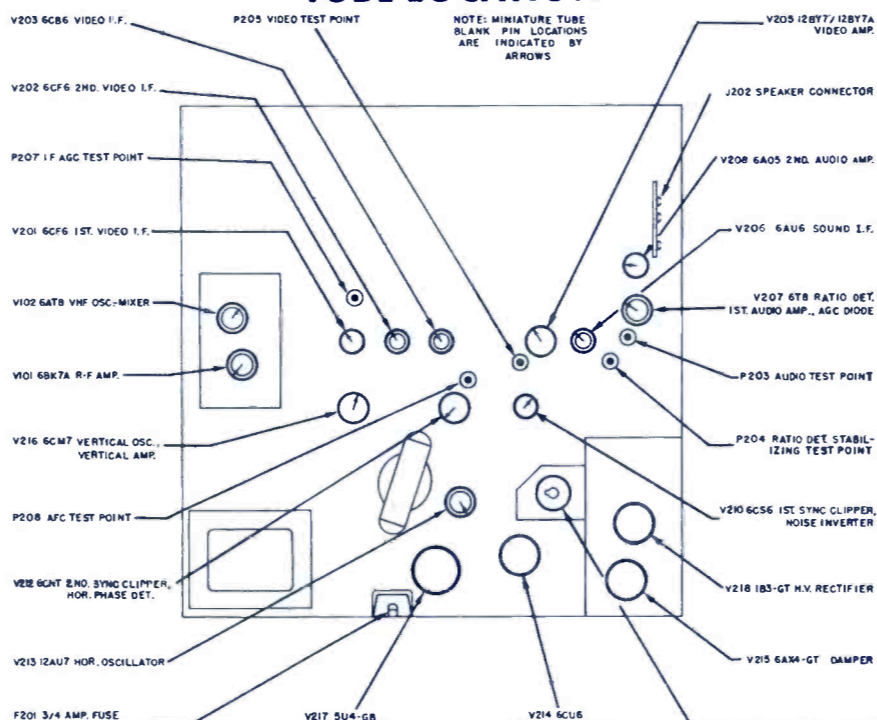 TUBE LOCATION
V203 6CB6 VIDEO I.F.
P205 VIDEO TEST POINT
NOTE: MINIATURE TUBE
BLANK PIN LOCATIONS
ARE INDICATED BY
ARROWS
V205 12BY7/12BY7A
VIDEO AMP.
V202 6CF6 2ND. VIDEO I.F.
J202 SPEAKER CONNECTOR
P207 I F AGC TEST POINT
V208 6AQ5 2ND. AUDIO AMP.
V201 6CF6 1ST. VIDEO I.F.
V206 6AU6 SOUND I.F.
V102 6AT8 VHF OSC.-MIXER
V207 6T8 RATIO DET.
1ST. AUDIO AMP., AGC DIODE
V101 6BK7A R-F AMP.
P203 AUDIO TEST POINT
V216 6CM7 VERTICAL OSC.,
VERTICAL AMP.
P204 RATIO DET. STABIL-
IZING TEST POINT
P208 AFC TEST POINT
V210 6CS6 1ST. SYNC CLIPPER,
NOISE INVERTER
V212 6CN7 2ND. SYNC CLIPPER,
HOR. PHASE DET.
V218 1B3-GT H.V. RECTIFIER
V213 12AU7 HOR. OSCILLATOR
V215 6AX4-GT DAMPER
F201 3/4 AMP. FUSE
V217 5U4-GB
V214 6CU6